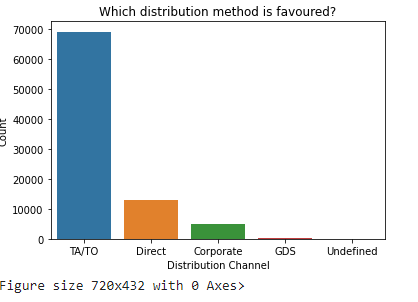 Which distribution method is favoured?
70000
60000
50000
40000
30000
20000
10000
0
Count
TA/TO Direct Corporate GDS Undefined
Distribution Channel
Figure size 720x432 with 0 Axes>